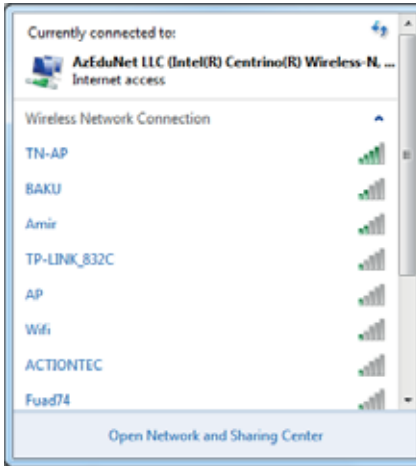 Currently connected to:
AzEduNet LLC (Intel(R) Centrino(R) Wireless-N, ...
Internet access
Wireless Network Connection
TN-AP
BAKU
Amir
TP-LINK_832C
AP
Wifi
ACTIONTEC
Fuad74
Open Network and Sharing Center